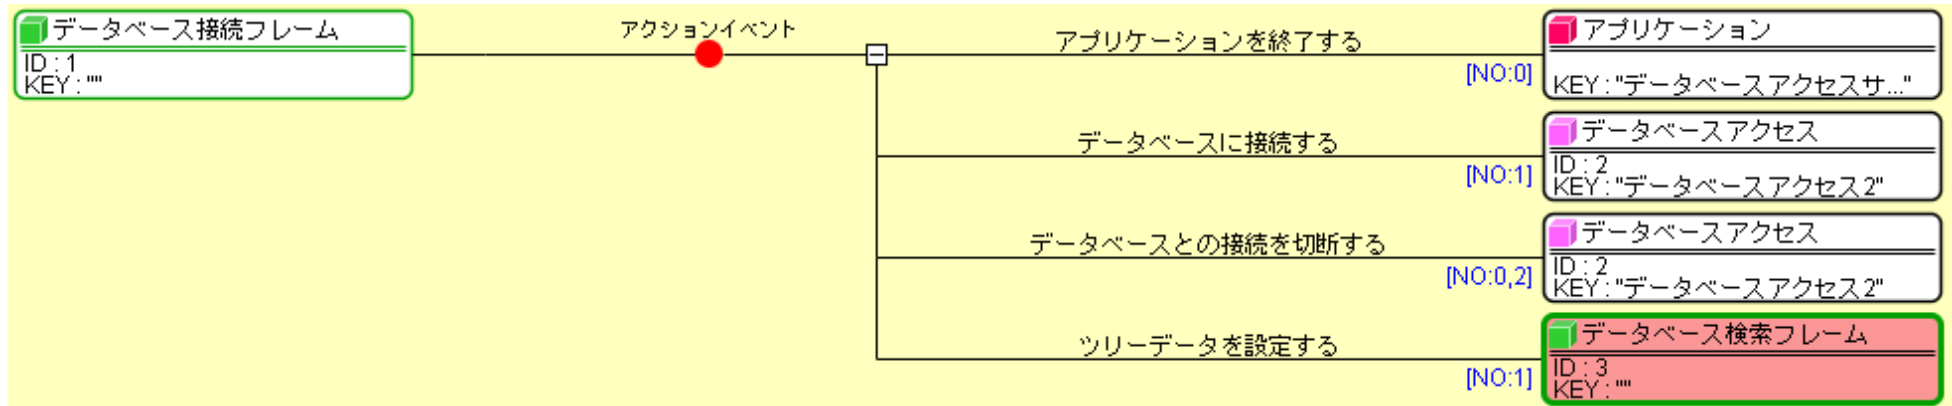 データベース接続フレーム
ID : 1
KEY : ""
アクションイベント
アプリケーションを終了する
[NO:0]
アプリケーション
KEY : "データベースアクセスサ..."
データベースに接続する
[NO:1]
データベースアクセス
ID : 2
KEY : "データベースアクセス2"
データベースとの接続を切断する
[NO:0,2]
データベースアクセス
ID : 2
KEY : "データベースアクセス2"
ツリーデータを設定する
[NO:1]
データベース検索フレーム
ID : 3
KEY : ""